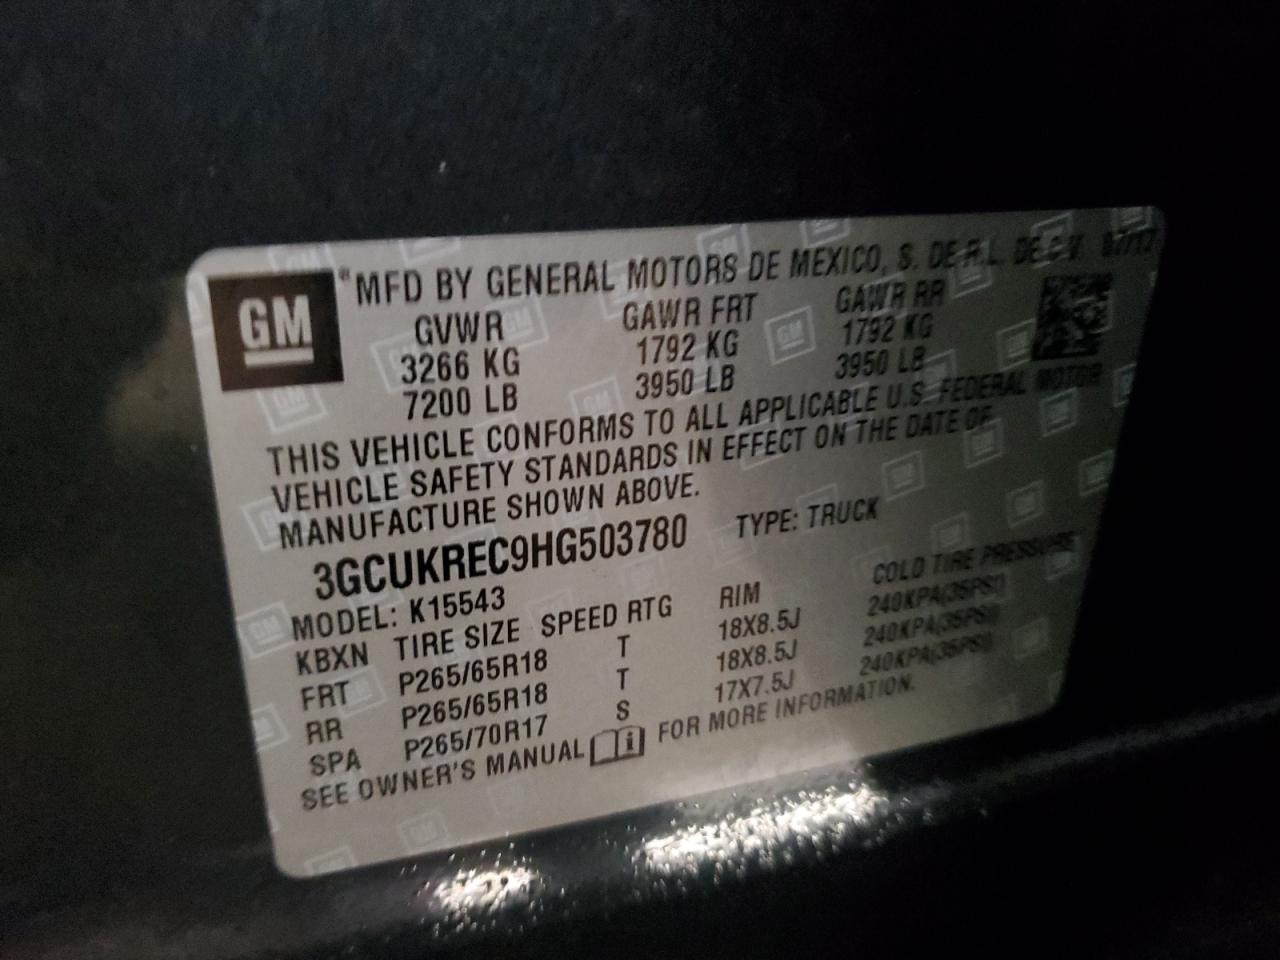 GM
®MFD BY GENERAL MOTORS DE MEXICO, S. DE R.L. DE C.V. 07/17
GVWR GAWR FRT GAWR RR
3266 KG 1792 KG 1792 KG
7200 LB 3950 LB 3950 LB
THIS VEHICLE CONFORMS TO ALL APPLICABLE U.S. FEDERAL MOTOR
VEHICLE SAFETY STANDARDS IN EFFECT ON THE DATE OF
MANUFACTURE SHOWN ABOVE.
3GCUKREC9HG503780 TYPE: TRUCK
MODEL: K15543
KBXN TIRE SIZE SPEED RTG RIM COLD TIRE PRESSURE
FRT P265/65R18 T 18X8.5J 240KPA(35PSI)
RR P265/65R18 T 18X8.5J 240KPA(35PSI)
SPA P265/70R17 S 17X7.5J 240KPA(35PSI)
SEE OWNER'S MANUAL FOR MORE INFORMATION.